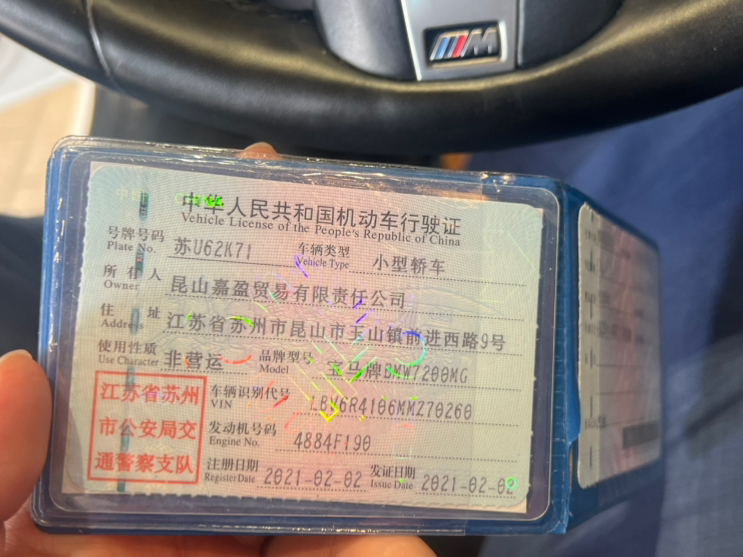 M
中国 CHINA
中华人民共和国机动车行驶证
Vehicle License of the People's Republic of China
号牌号码 苏U62K71 车辆类型 小型轿车
Plate No. Vehicle Type
所有人 昆山嘉盈贸易有限责任公司
Owner
住址 江苏省苏州市昆山市玉山镇前进西路9号
Address
使用性质 非营运 品牌型号 宝马牌BMW7200MG
Use Character Model
江苏省苏州
市公安局交
通警察支队
车辆识别代号 LBV6R4106MMZ70260
VIN
发动机号码 4884F190
Engine No.
注册日期 2021-02-02 发证日期 2021-02-02
Register Date Issue Date